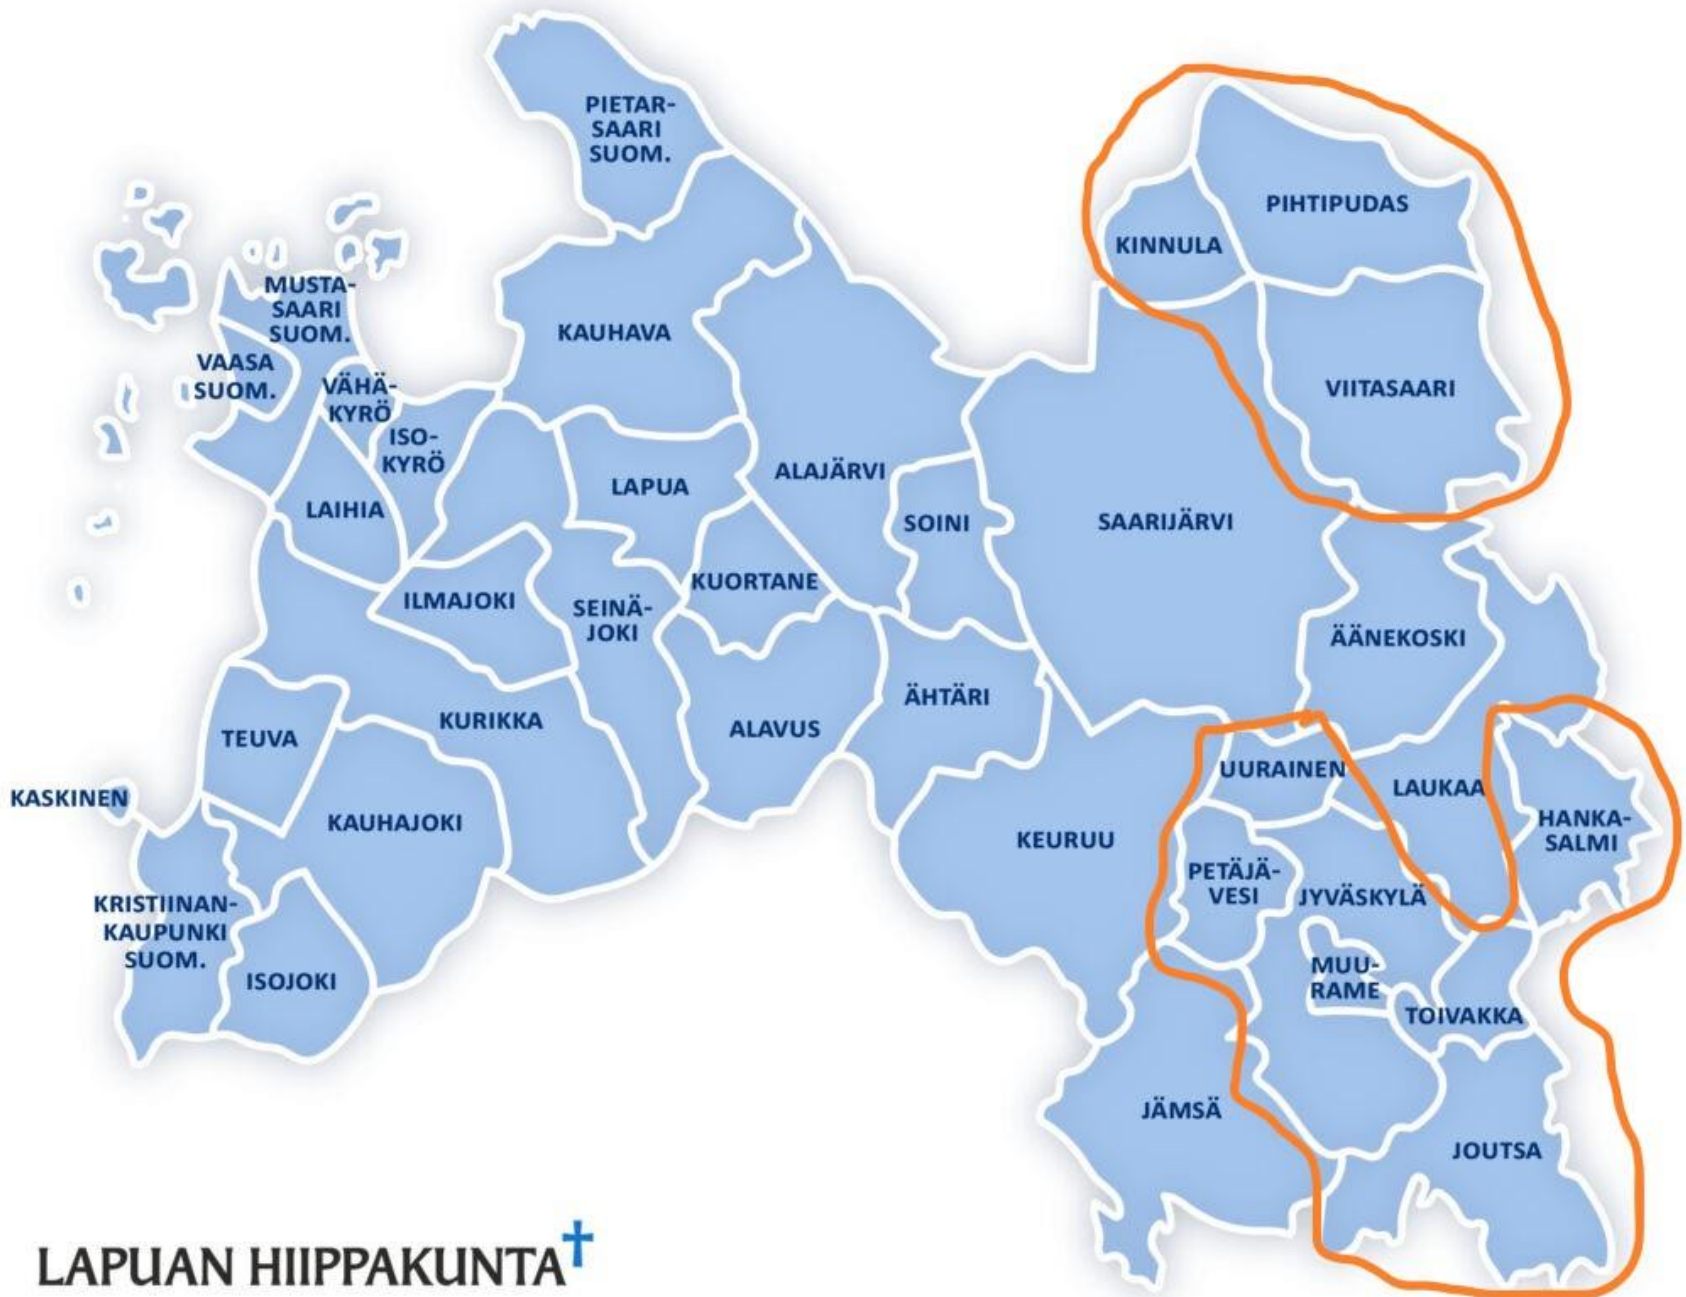 PIETAR-
SAARI
SUOM.
PIHTIPUDAS
KINNULA
MUSTA-
SAARI
SUOM.
KAUHAVA
VAASA
SUOM.
VÄHÄ-
KYRÖ
VIITASAARI
ISO-
KYRÖ
ALAJÄRVI
LAPUA
LAIHIA
SOINI
SAARIJÄRVI
KUORTANE
ILMAJOKI
SEINÄ-
JOKI
ÄÄNEKOSKI
ÄHTÄRI
KURIKKA
ALAVUS
TEUVA
UURAINEN
LAUKAA
KASKINEN
KAUHAJOKI
KEURUU
HANKA-
SALMI
PETÄJÄ-
VESI
JYVÄSKYLÄ
KRISTIINAN-
KAUPUNKI
SUOM.
ISOJOKI
MUU-
RAME
TOIVAKKA
JÄMSÄ
JOUTSA
LAPUAN HIIPPAKUNTA